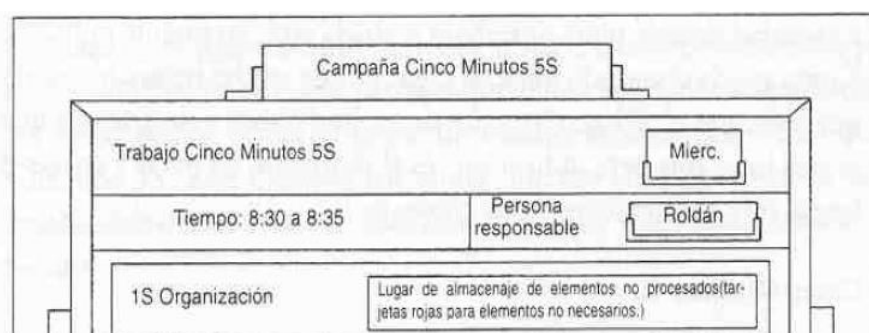 Campaña Cinco Minutos 5S
Trabajo Cinco Minutos 5S
Mierc.
Tiempo: 8:30 a 8:35
Persona
responsable
Roldán
1S Organización
Lugar de almacenaje de elementos no procesados(tar-
jetas rojas para elementos no necesarios.)